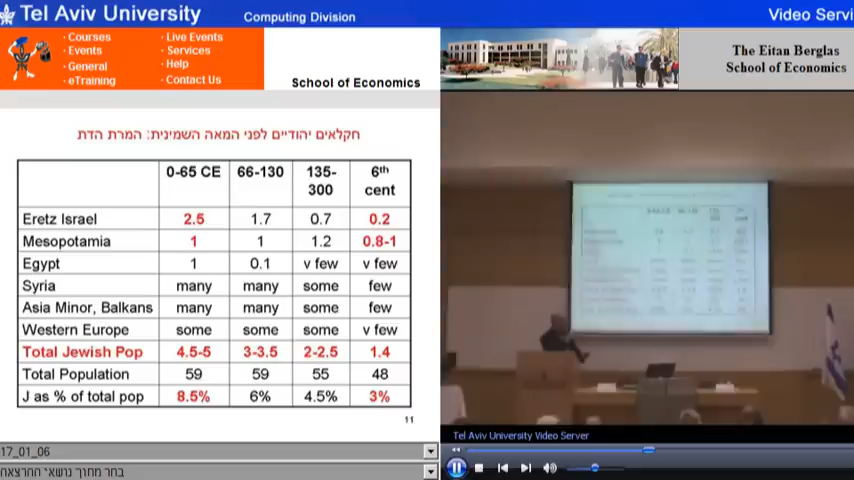 Tel Aviv University
Computing Division
Video Servi
• Courses
• Events
• General
• eTraining
• Live Events
• Services
• Help
• Contact Us
School of Economics
The Eitan Berglas
School of Economics
חקלאים יהודיים לפני המאה השמינית: המרת הדת
0-65 CE 66-130 135-300 6th cent
Eretz Israel 2.5 1.7 0.7 0.2
Mesopotamia 1 1 1.2 0.8-1
Egypt 1 0.1 v few v few
Syria many many some few
Asia Minor, Balkans many many some few
Western Europe some some some v few
Total Jewish Pop 4.5-5 3-3.5 2-2.5 1.4
Total Population 59 59 55 48
J as % of total pop 8.5% 6% 4.5% 3%
11
17_01_06
בחר מתוך נושאי ההרצאה
Tel Aviv University Video Server